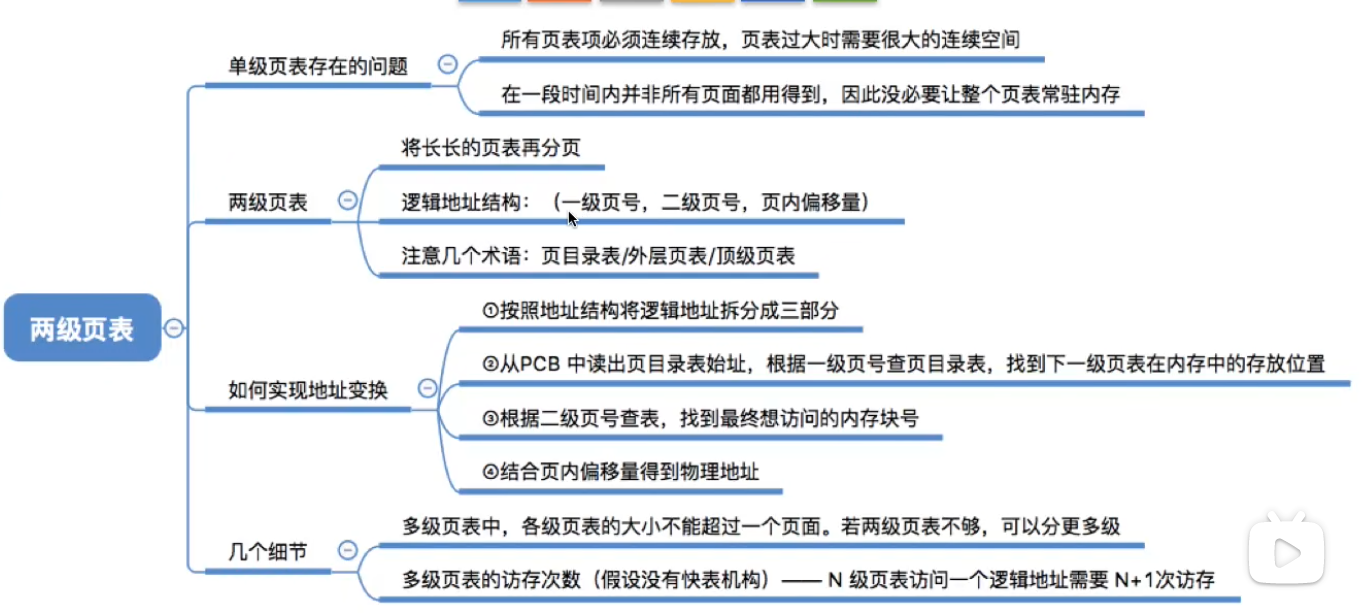 单级页表存在的问题
所有页表项必须连续存放，页表过大时需要很大的连续空间
在一段时间内并非所有页面都用得到，因此没必要让整个页表常驻内存
两级页表
将长长的页表再分页
逻辑地址结构：（一级页号，二级页号，页内偏移量）
注意几个术语：页目录表/外层页表/顶级页表
两级页表
如何实现地址变换
①按照地址结构将逻辑地址拆分成三部分
②从PCB 中读出页目录表始址，根据一级页号查页目录表，找到下一级页表在内存中的存放位置
③根据二级页号查表，找到最终想访问的内存块号
④结合页内偏移量得到物理地址
几个细节
多级页表中，各级页表的大小不能超过一个页面。若两级页表不够，可以分更多级
多级页表的访存次数（假设没有快表机构）—— N 级页表访问一个逻辑地址需要 N+1次访存